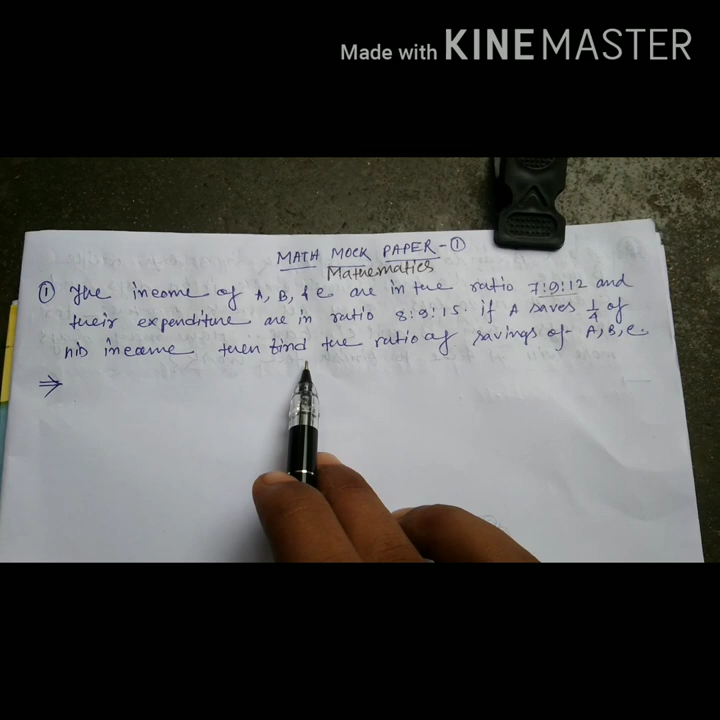 Made with KINEMASTER
MATH MOCK PAPER-①
Mathematics
① The income of A, B, & C are in the ratio 7:9:12 and
their expenditure are in ratio 8:9:15. if A saves 1/4 of
his income then find the ratio of savings of A, B, C.
⇒